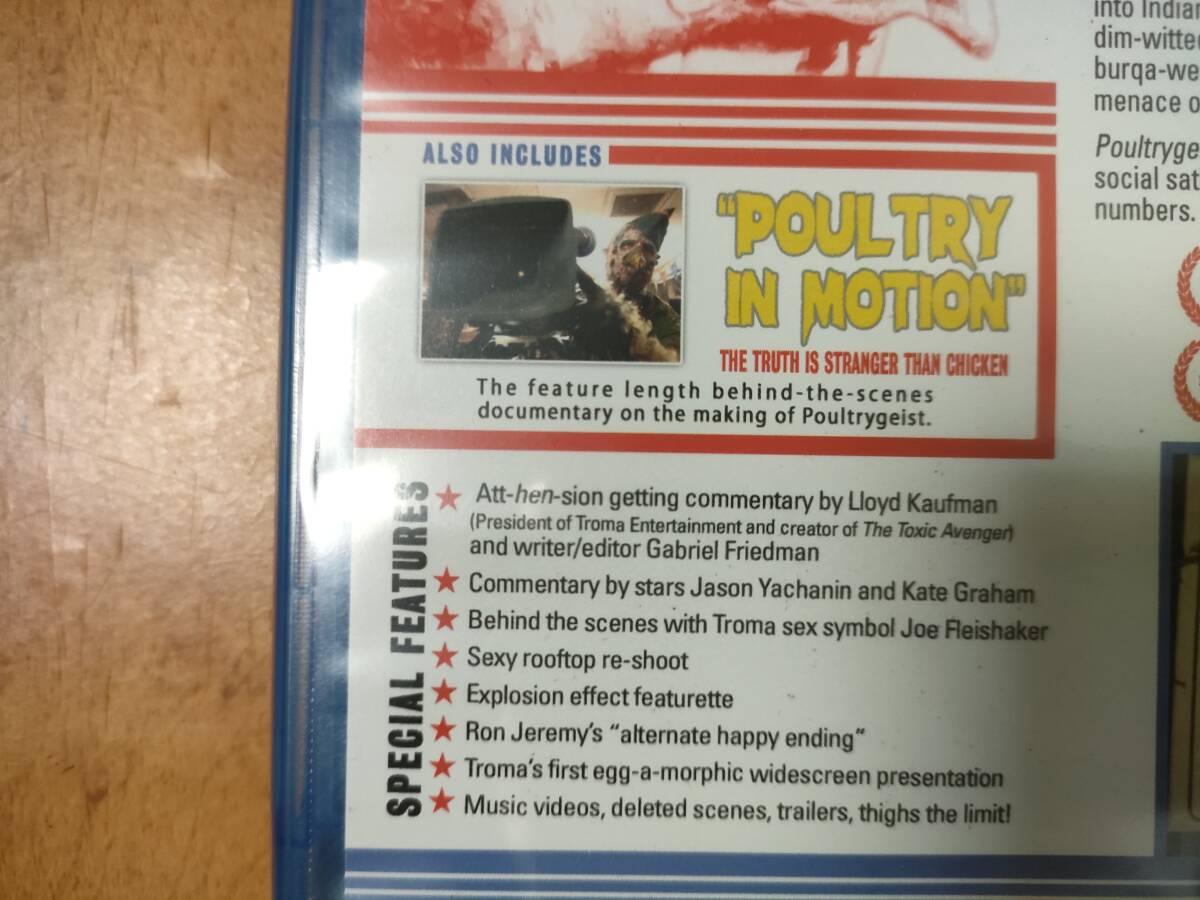 into Indian
dim-witted
burqa-we
menace o
Poultryge
social sat
numbers.
ALSO INCLUDES
"POULTRY
IN MOTION"
THE TRUTH IS STRANGER THAN CHICKEN
The feature length behind-the-scenes
documentary on the making of Poultrygeist.
SPECIAL FEATURES
★ Att-hen-sion getting commentary by Lloyd Kaufman
(President of Troma Entertainment and creator of The Toxic Avenger)
and writer/editor Gabriel Friedman
★ Commentary by stars Jason Yachanin and Kate Graham
★ Behind the scenes with Troma sex symbol Joe Fleishaker
★ Sexy rooftop re-shoot
★ Explosion effect featurette
★ Ron Jeremy's "alternate happy ending"
★ Troma's first egg-a-morphic widescreen presentation
★ Music videos, deleted scenes, trailers, thighs the limit!